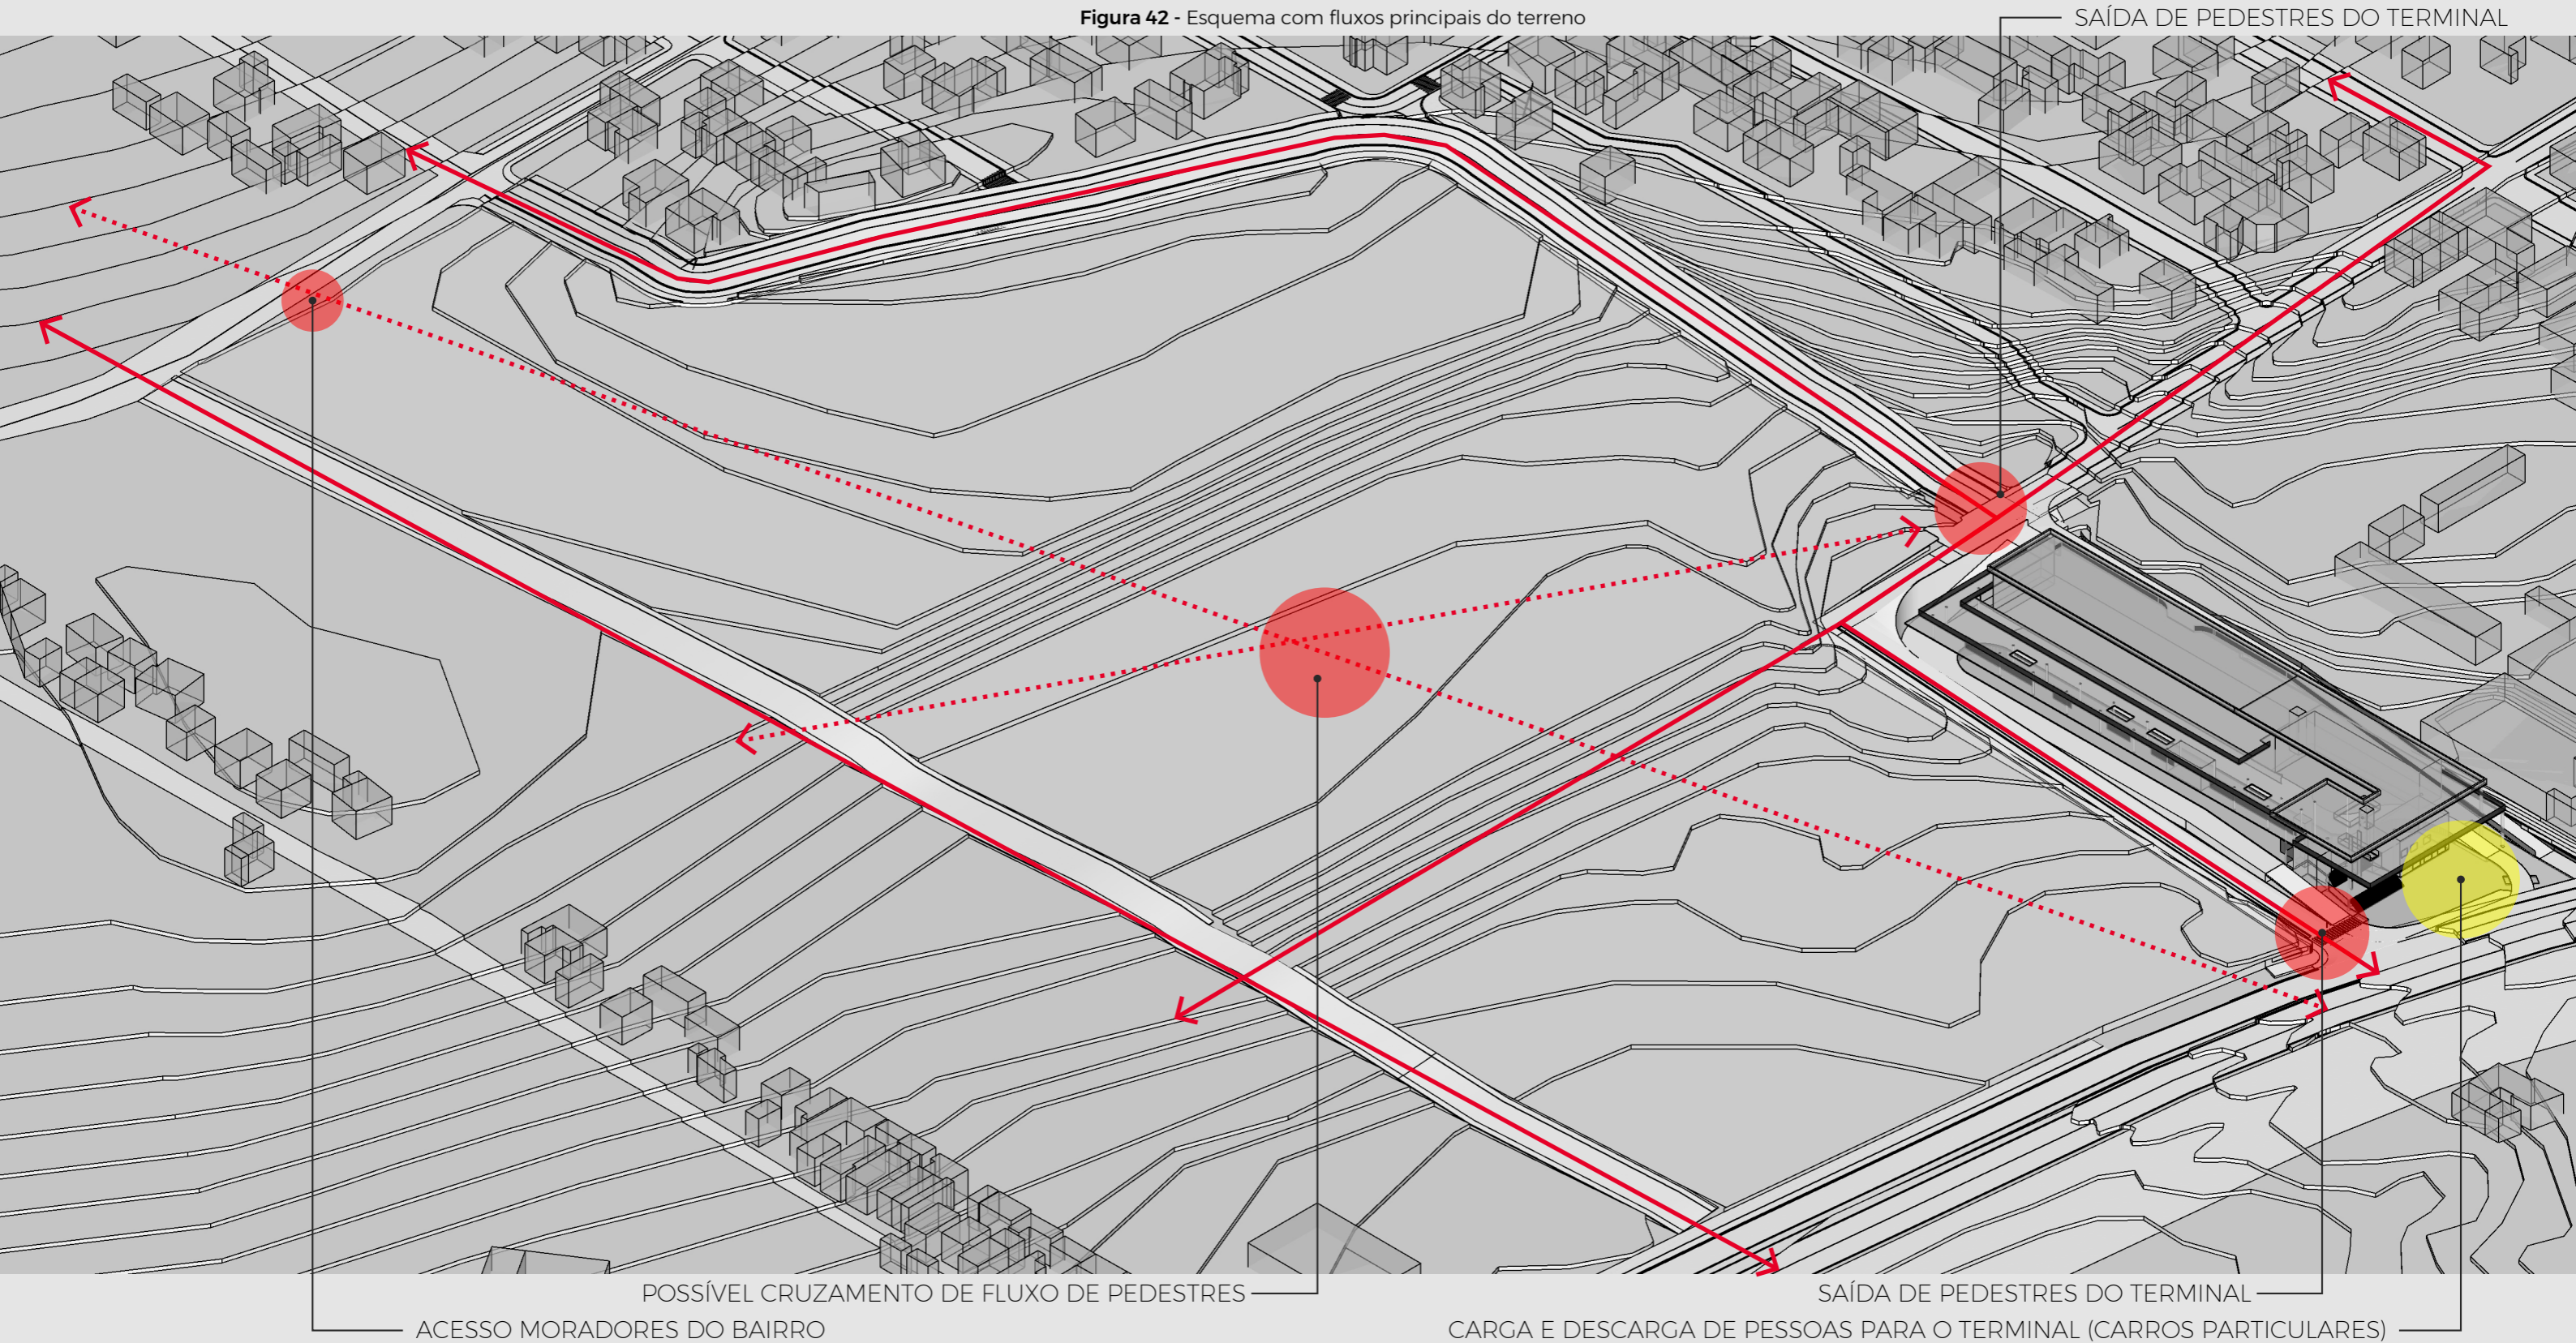 Figura 42 - Esquema com fluxos principais do terreno
SAÍDA DE PEDESTRES DO TERMINAL
POSSÍVEL CRUZAMENTO DE FLUXO DE PEDESTRES
SAÍDA DE PEDESTRES DO TERMINAL
ACESSO MORADORES DO BAIRRO
CARGA E DESCARGA DE PESSOAS PARA O TERMINAL (CARROS PARTICULARES)